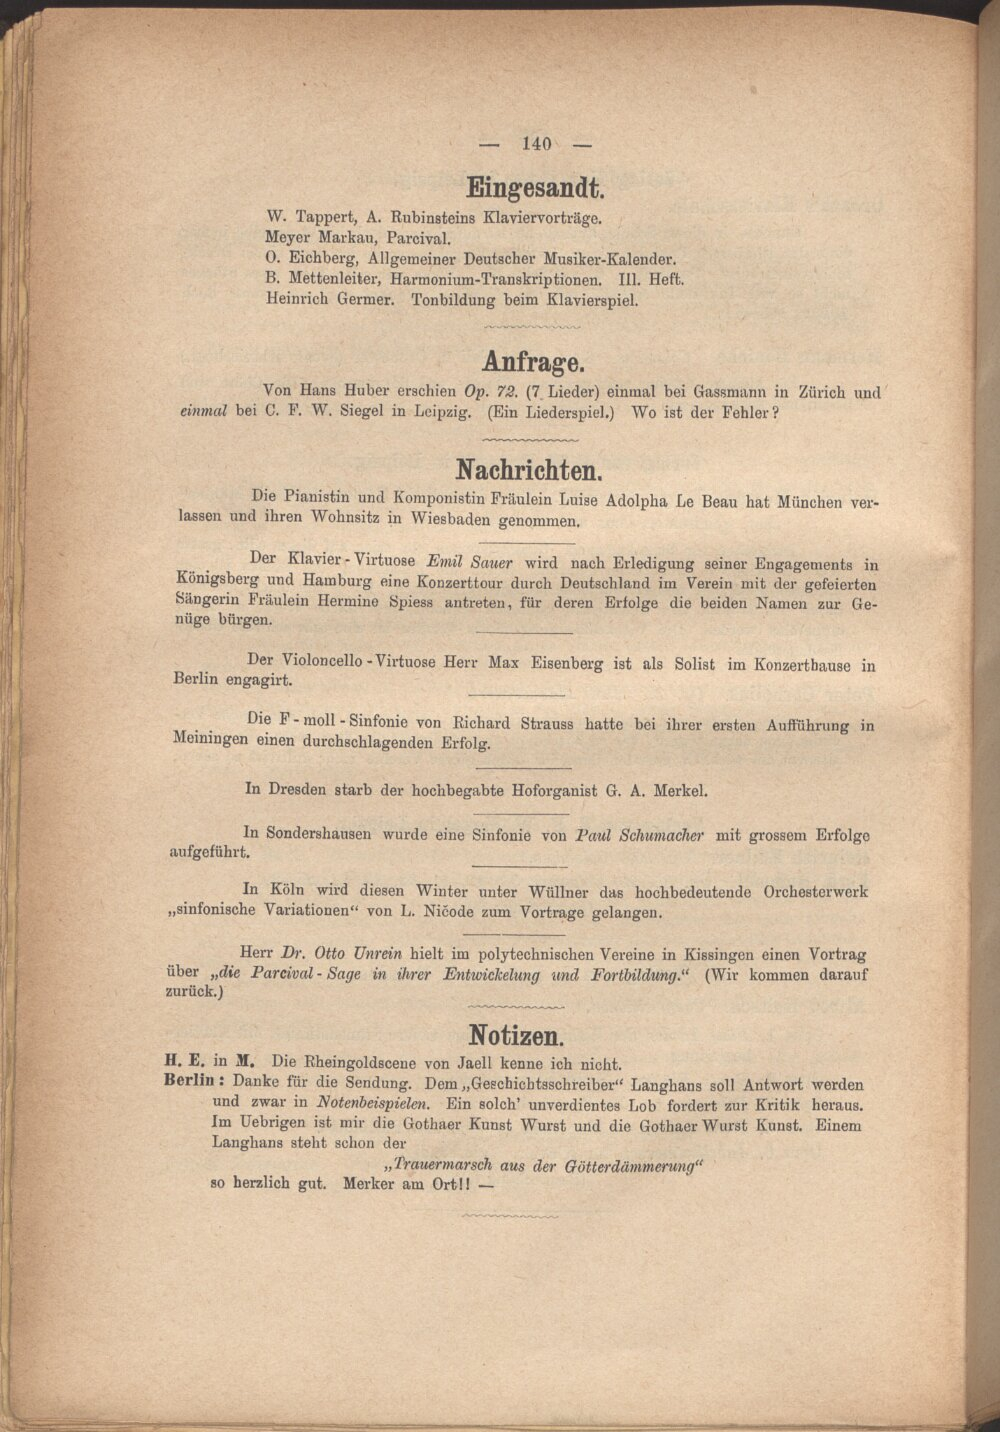 — 140 —
Eingesandt.
W. Tappert, A. Rubinsteins Klaviervorträge.
Meyer Markau, Parcival.
O. Eichberg, Allgemeiner Deutscher Musiker-Kalender.
B. Mettenleiter, Harmonium-Transkriptionen. III. Heft.
Heinrich Germer. Tonbildung beim Klavierspiel.
Anfrage.
Von Hans Huber erschien Op. 72. (7 Lieder) einmal bei Gassmann in Zürich und
einmal bei C. F. W. Siegel in Leipzig. (Ein Liederspiel.) Wo ist der Fehler?
Nachrichten.
Die Pianistin und Komponistin Fräulein Luise Adolpha Le Beau hat München ver-
lassen und ihren Wohnsitz in Wiesbaden genommen.
Der Klavier-Virtuose Emil Sauer wird nach Erledigung seiner Engagements in
Königsberg und Hamburg eine Konzerttour durch Deutschland im Verein mit der gefeierten
Sängerin Fräulein Hermine Spiess antreten, für deren Erfolge die beiden Namen zur Ge-
nüge bürgen.
Der Violoncello-Virtuose Herr Max Eisenberg ist als Solist im Konzerthause in
Berlin engagirt.
Die F-moll-Sinfonie von Richard Strauss hatte bei ihrer ersten Aufführung in
Meiningen einen durchschlagenden Erfolg.
In Dresden starb der hochbegabte Hoforganist G. A. Merkel.
In Sondershausen wurde eine Sinfonie von Paul Schumacher mit grossem Erfolge
aufgeführt.
In Köln wird diesen Winter unter Wüllner das hochbedeutende Orchesterwerk
„sinfonische Variationen“ von L.Ničode zum Vortrage gelangen.
Herr Dr. Otto Unrein hielt im polytechnischen Vereine in Kissingen einen Vortrag
über „die Parcival-Sage in ihrer Entwickelung und Fortbildung.“ (Wir kommen darauf
zurück.)
Notizen.
H. E. in M. Die Rheingoldscene von Jaell kenne ich nicht.
Berlin: Danke für die Sendung. Dem „Geschichtsschreiber“ Langhans soll Antwort werden
und zwar in Notenbeispielen. Ein solch' unverdientes Lob fordert zur Kritik heraus.
Im Uebrigen ist mir die Gothaer Kunst Wurst und die Gothaer Wurst Kunst. Einem
Langhans steht schon der
„Trauermarsch aus der Götterdämmerung“
so herzlich gut. Merker am Ort!! —